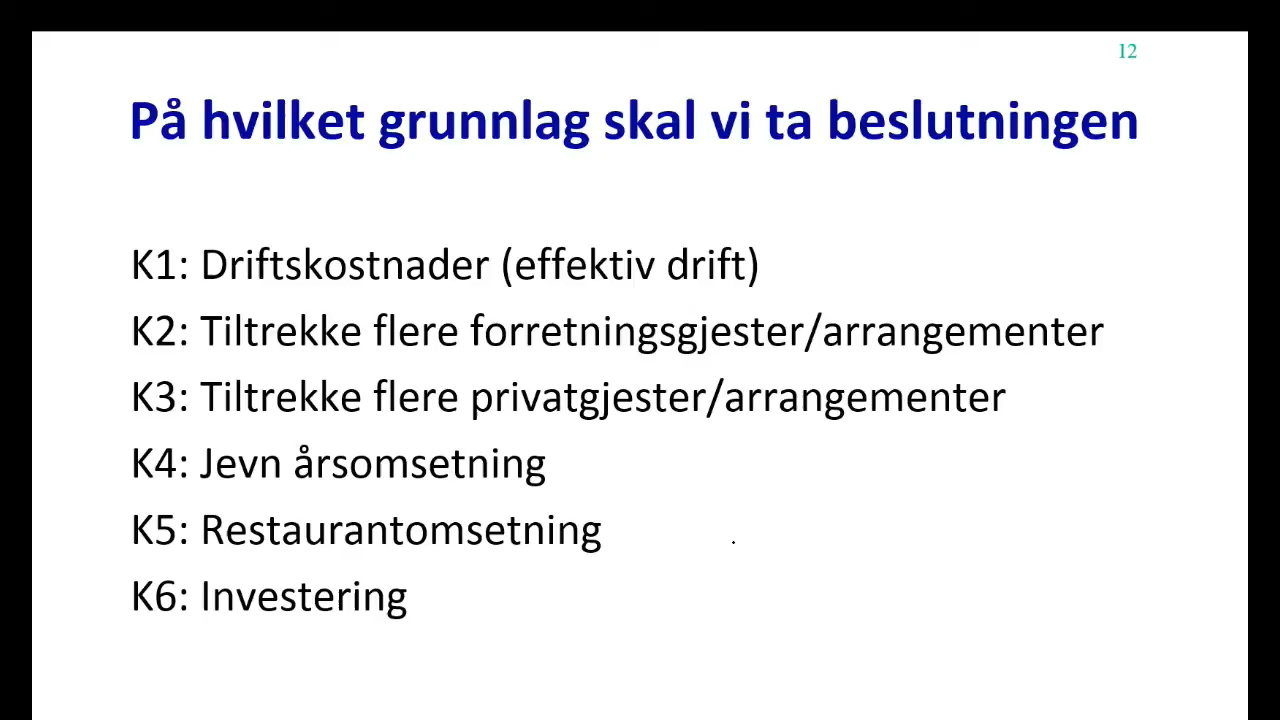 12
På hvilket grunnlag skal vi ta beslutningen
K1: Driftskostnader (effektiv drift)
K2: Tiltrekke flere forretningsgjester/arrangementer
K3: Tiltrekke flere privatgjester/arrangementer
K4: Jevn årsomsetning
K5: Restaurantomsetning
K6: Investering